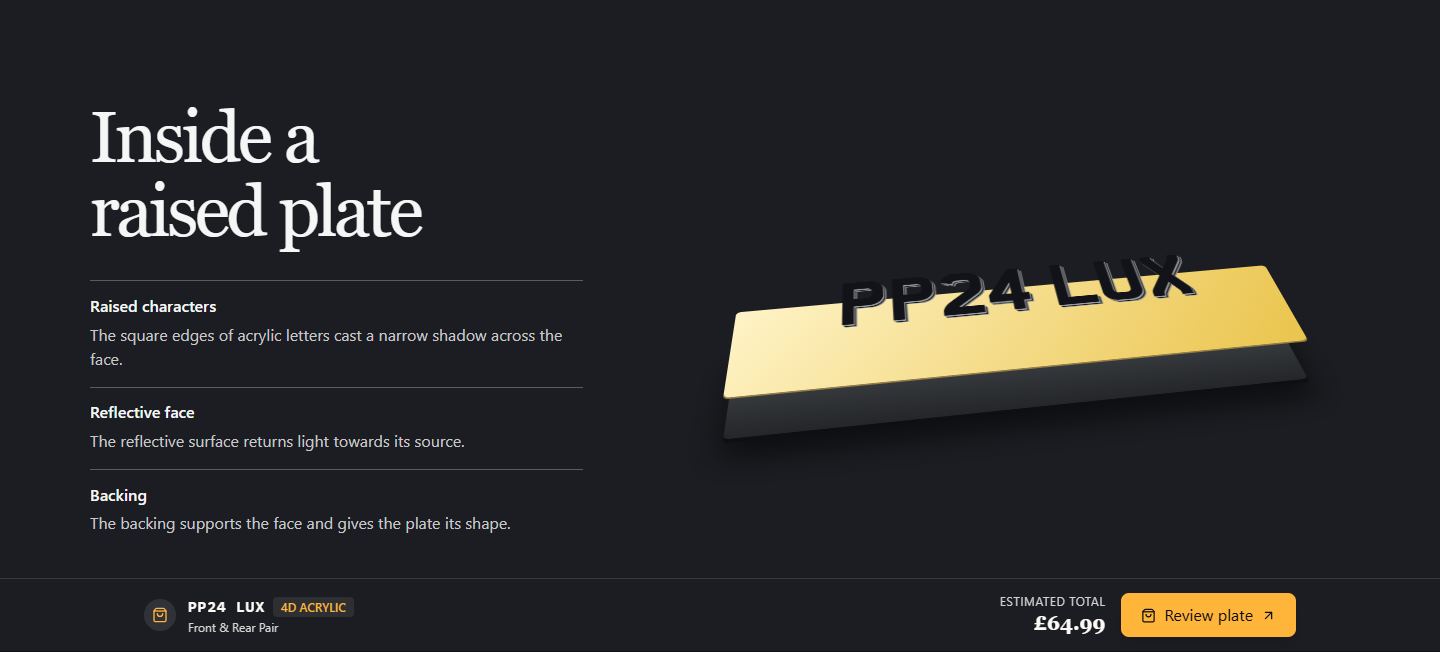 Inside a
raised plate
Raised characters
The square edges of acrylic letters cast a narrow shadow across the
face.
Reflective face
The reflective surface returns light towards its source.
Backing
The backing supports the face and gives the plate its shape.
PP24 LUX
PP24 LUX 4D ACRYLIC
Front & Rear Pair
ESTIMATED TOTAL
£64.99
Review plate